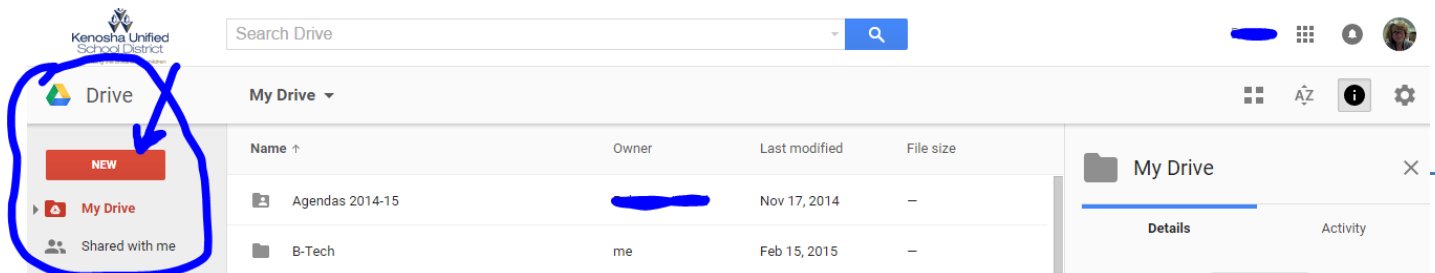 Kenosha Unified
School District
Search Drive
Drive
My Drive
NEW
My Drive
Shared with me
Name ↑ Owner Last modified File size
Agendas 2014-15 Nov 17, 2014 –
B-Tech me Feb 15, 2015 –
AZ
My Drive
Details Activity